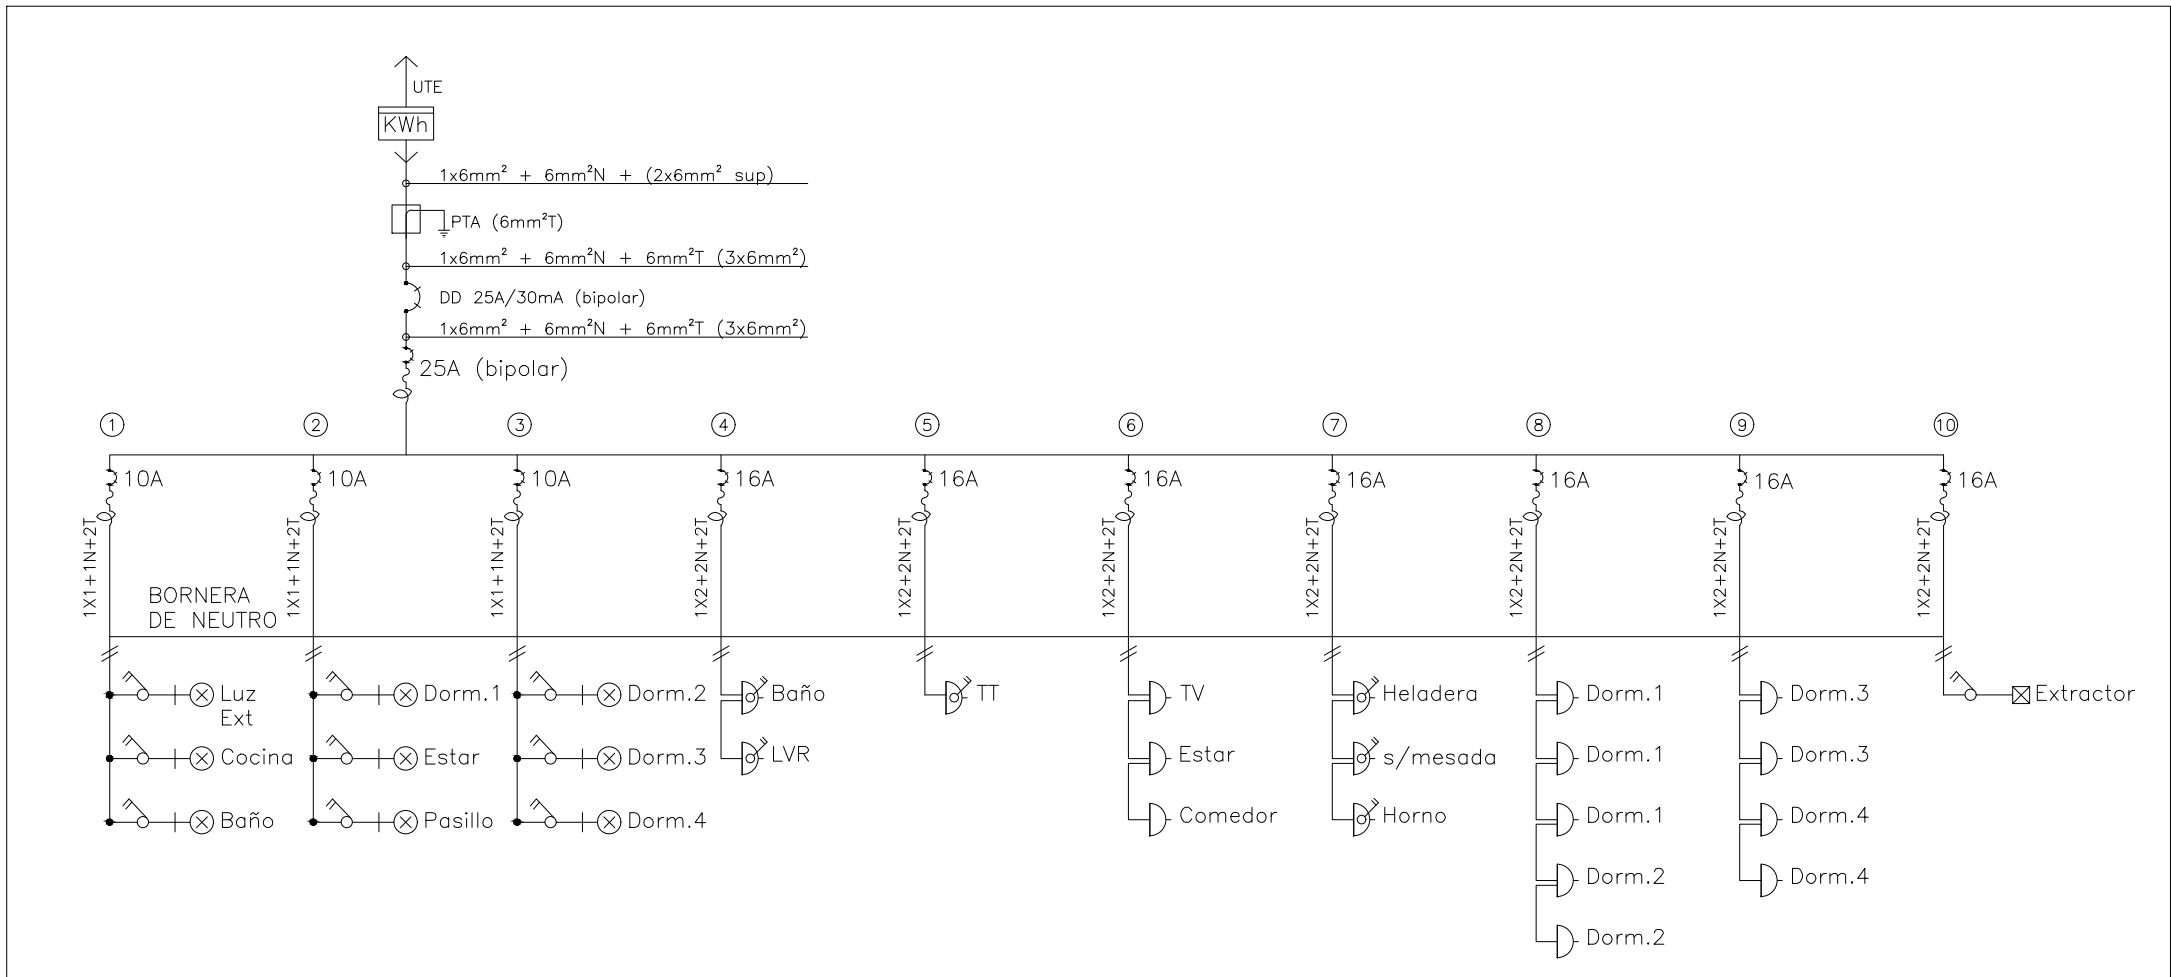 UTE
KWh
1x6mm² + 6mm²N + (2x6mm² sup)
PTA (6mm²T)
1x6mm² + 6mm²N + 6mm²T (3x6mm²)
DD 25A/30mA (bipolar)
1x6mm² + 6mm²N + 6mm²T (3x6mm²)
25A (bipolar)
1 2 3 4 5 6 7 8 9 10
10A 10A 10A 16A 16A 16A 16A 16A 16A 16A
1X1+1N+2T 1X1+1N+2T 1X1+1N+2T 1X2+2N+2T 1X2+2N+2T 1X2+2N+2T 1X2+2N+2T 1X2+2N+2T 1X2+2N+2T 1X2+2N+2T
BORNERA
DE NEUTRO
Luz
Ext
Cocina
Baño
Dorm.1
Estar
Pasillo
Dorm.2
Dorm.3
Dorm.4
Baño
LVR
TT
TV
Estar
Comedor
Heladera
s/mesada
Horno
Dorm.1
Dorm.1
Dorm.1
Dorm.2
Dorm.2
Dorm.3
Dorm.3
Dorm.4
Dorm.4
Extractor